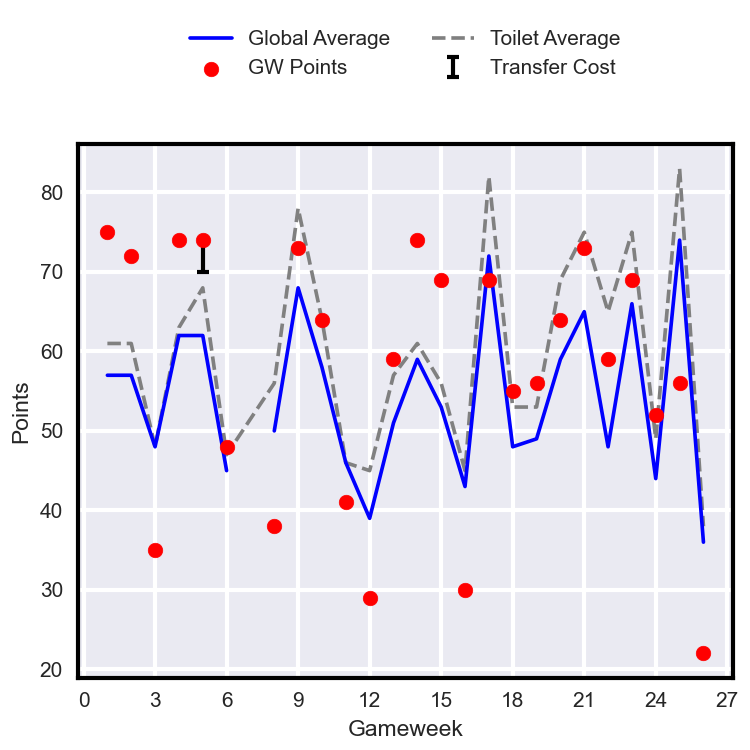 Global Average
Toilet Average
GW Points
Transfer Cost
80
70
60
50
40
30
20
Points
0 3 6 9 12 15 18 21 24 27
Gameweek